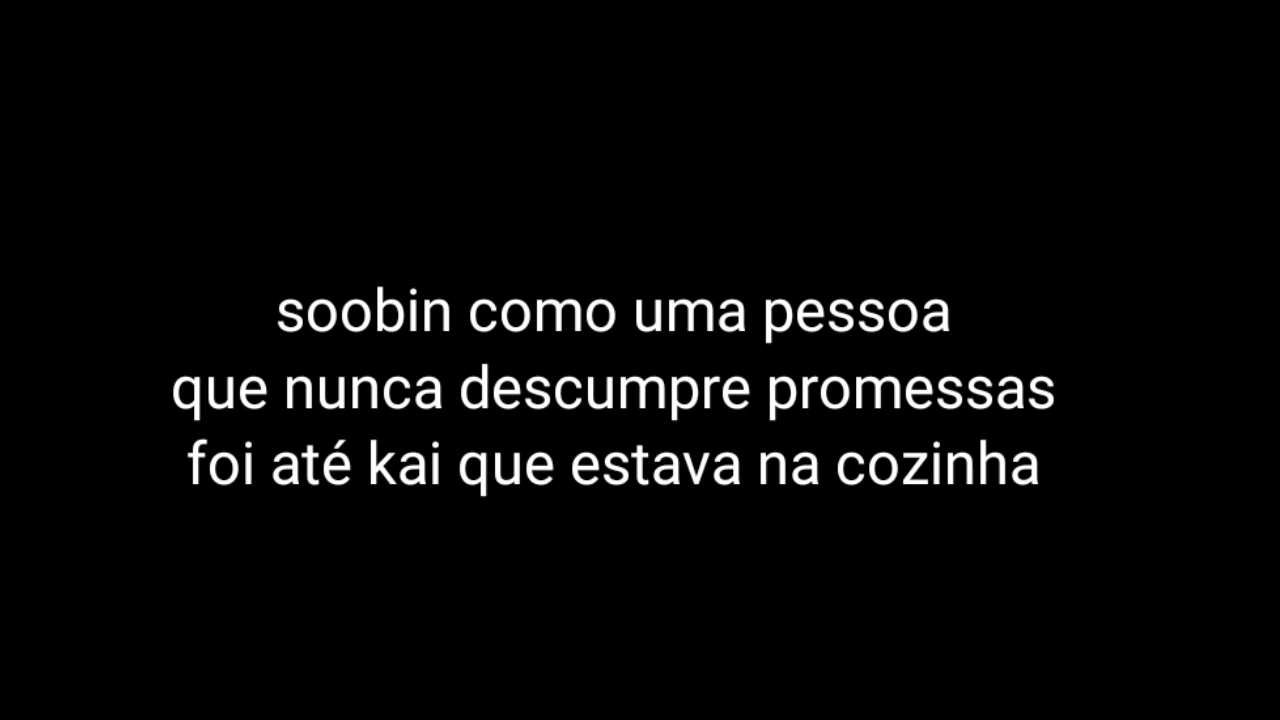 soobin como uma pessoa
que nunca descumpre promessas
foi até kai que estava na cozinha